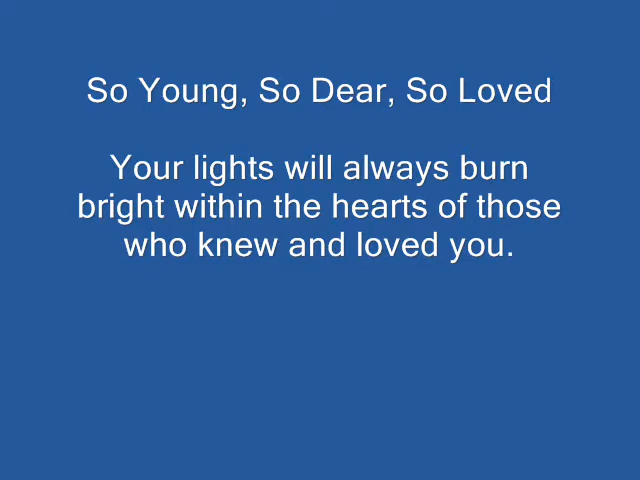 So Young, So Dear, So Loved
Your lights will always burn
bright within the hearts of those
who knew and loved you.